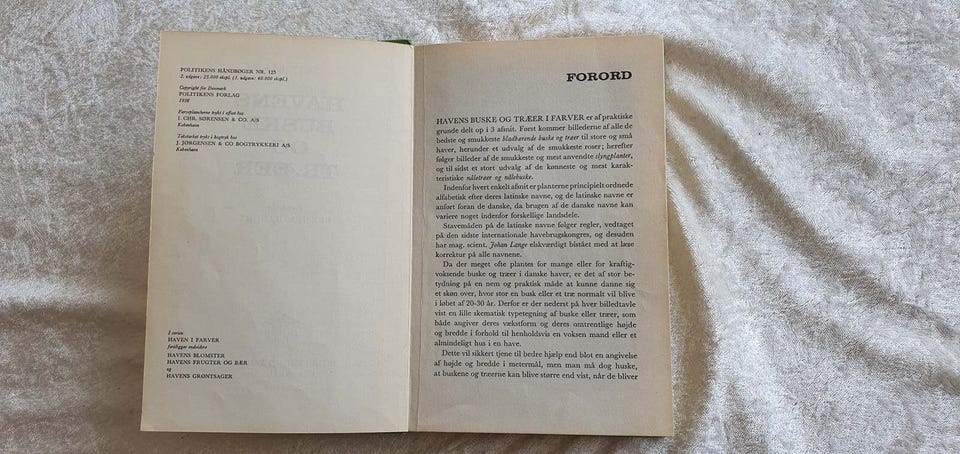 POLITIKENS HÅNDBØGER NR. 125
2. udgave: 25.000 ekspl. (1. udgave: 40.000 ekspl.)
Copyright for Danmark
POLITIKENS FORLAG
Farveplancherne trykt i offset hos
J. CHR. SØRENSEN & CO. A/S
København
Tekstarket trykt i bogtryk hos
J. JØRGENSEN & CO BOGTRYKKERI A/S
København
I serien
HAVEN I FARVER
foreligger endvidere
HAVENS BLOMSTER
HAVENS FRUGTER OG BÆR
og
HAVENS GRØNTSAGER
FORORD
HAVENS BUSKE OG TRÆER I FARVER er af praktiske
grunde delt op i 3 afsnit. Først kommer billederne af alle de
bedste og smukkeste bladbærende buske og træer til store og små
haver, herunder et udvalg af de smukkeste roser; herefter
følger billeder af de smukkeste og mest anvendte slyngplanter,
og til sidst et stort udvalg af de kønneste og mest karak-
teristiske nåletræer og nålebuske.
Indenfor hvert enkelt afsnit er planterne principielt ordnede
alfabetisk efter deres latinske navne, og de latinske navne er
anført foran de danske, da brugen af de danske navne kan
variere noget indenfor forskellige landsdele.
Stavemåden på de latinske navne følger regler, vedtaget
på den sidste internationale havebrugskongres, og desuden
har mag. scient. Johan Lange elskværdigt bistået med at læse
korrektur på alle navnene.
Da der meget ofte plantes for mange eller for kraftig-
voksende buske og træer i danske haver, er det af stor be-
tydning på en nem og praktisk måde at kunne danne sig
et skøn over, hvor stor en busk eller et træ normalt vil blive
i løbet af 20-30 år. Derfor er der nederst på hver billedtavle
vist en lille skematisk typetegning af buske eller træer, som
både angiver deres vækstform og deres omtrentlige højde
og bredde i forhold til henholdsvis en voksen mand eller et
almindeligt hus i en have.
Dette vil sikkert tjene til bedre hjælp end blot en angivelse
af højde og bredde i metermål, men man må dog huske,
at buskene og træerne kan blive større end vist, når de bliver